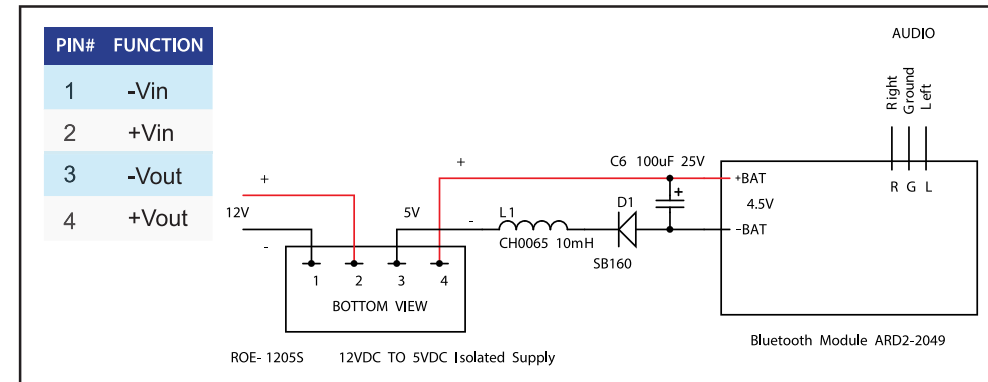 PIN# FUNCTION
1 -Vin
2 +Vin
3 -Vout
4 +Vout
AUDIO
Right
Ground
Left
R G L
+ + C6 100uF 25V
+BAT
+
12V 5V - L1 D1 4.5V
-BAT
- CH0065 10mH
SB160
1 2 3 4
BOTTOM VIEW
Bluetooth Module ARD2-2049
ROE- 1205S 12VDC TO 5VDC Isolated Supply